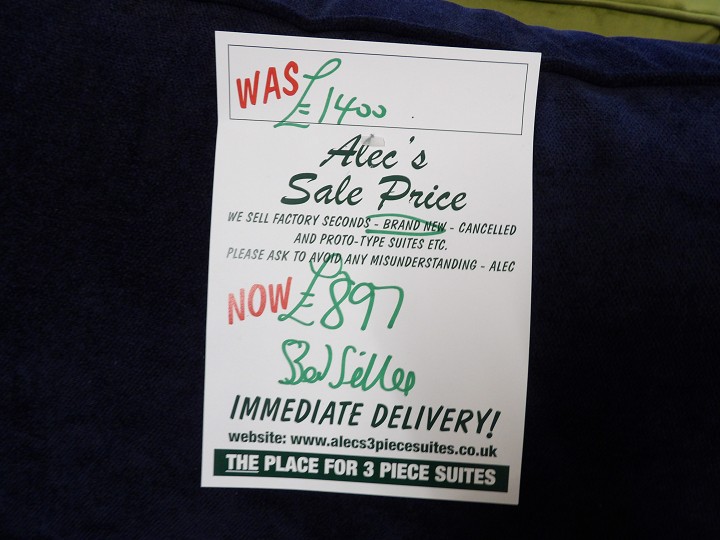 WAS £1400
Alec's
Sale Price
WE SELL FACTORY SECONDS - BRAND NEW - CANCELLED
AND PROTO-TYPE SUITES ETC.
PLEASE ASK TO AVOID ANY MISUNDERSTANDING - ALEC
NOW £897
IMMEDIATE DELIVERY!
website: www.alecs3piecesuites.co.uk
THE PLACE FOR 3 PIECE SUITES